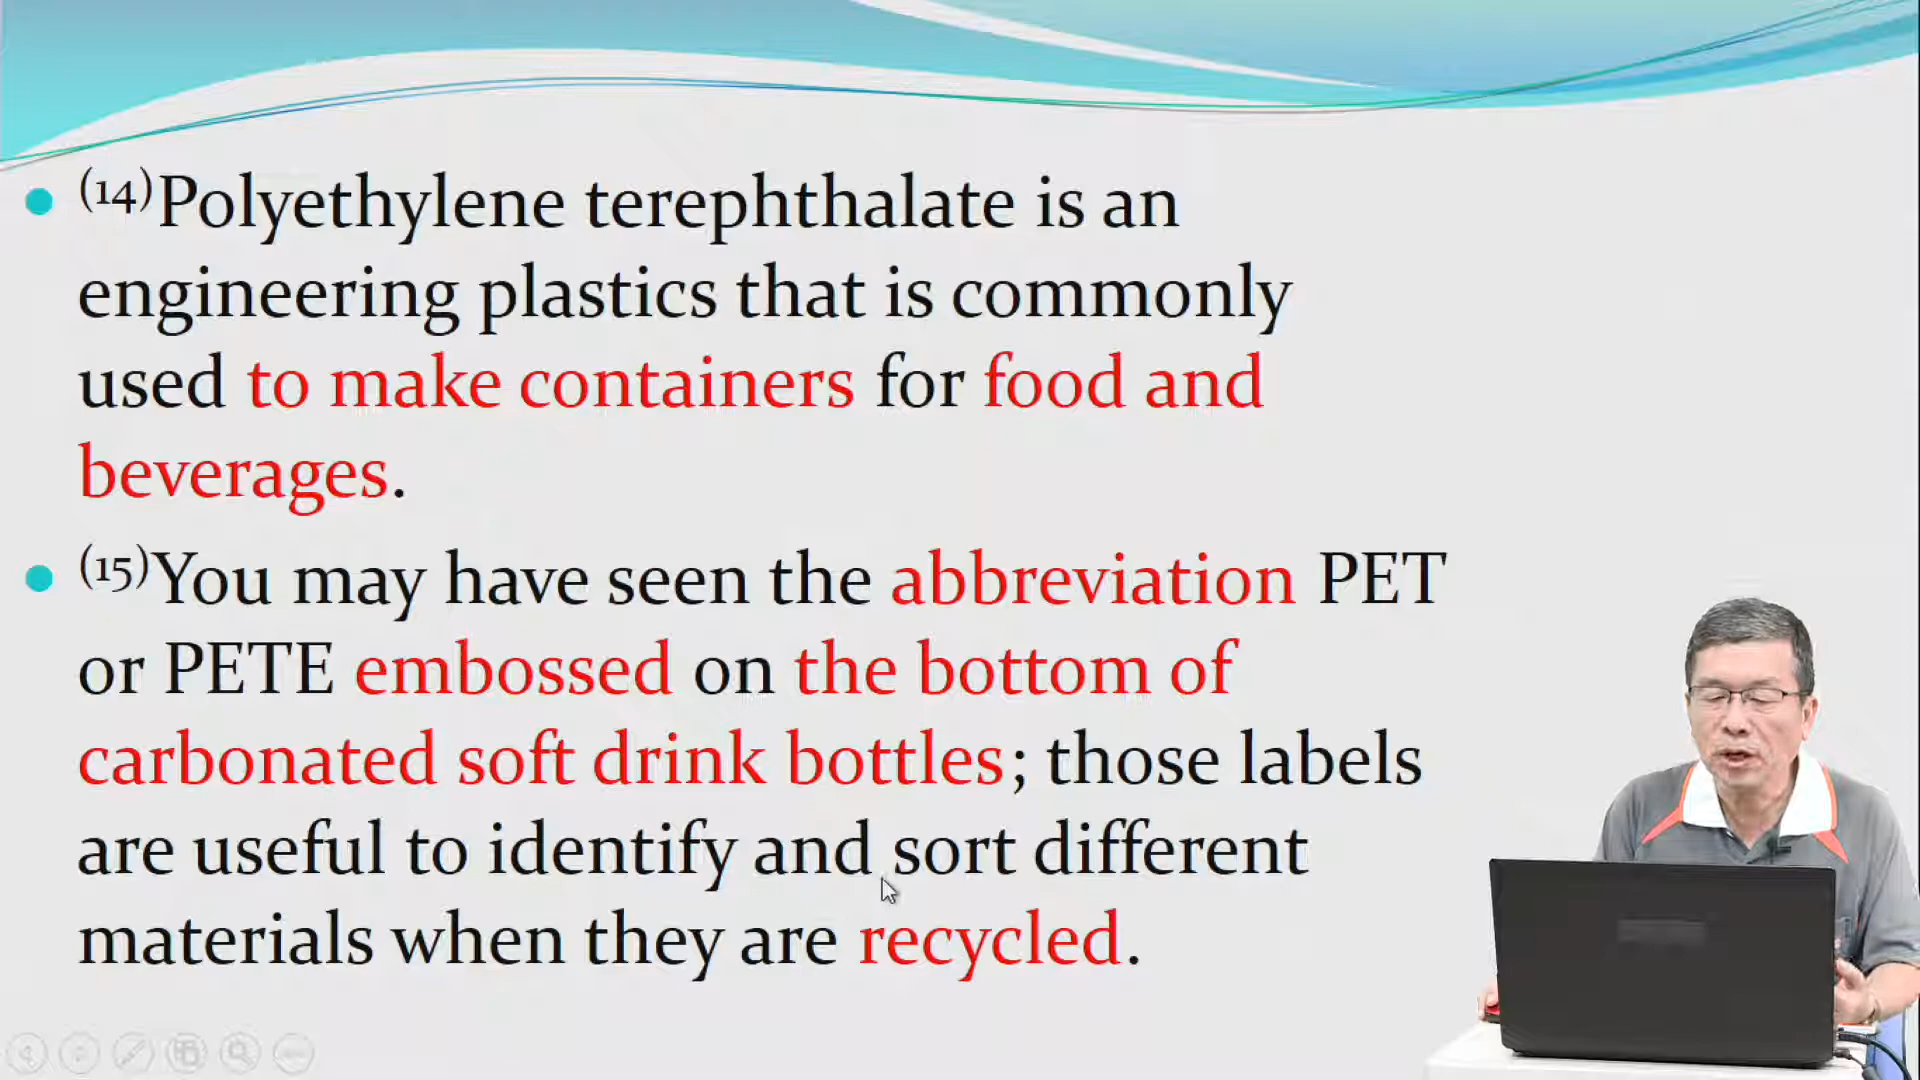 (14)Polyethylene terephthalate is an
engineering plastics that is commonly
used to make containers for food and
beverages.
(15)You may have seen the abbreviation PET
or PETE embossed on the bottom of
carbonated soft drink bottles; those labels
are useful to identify and sort different
materials when they are recycled.